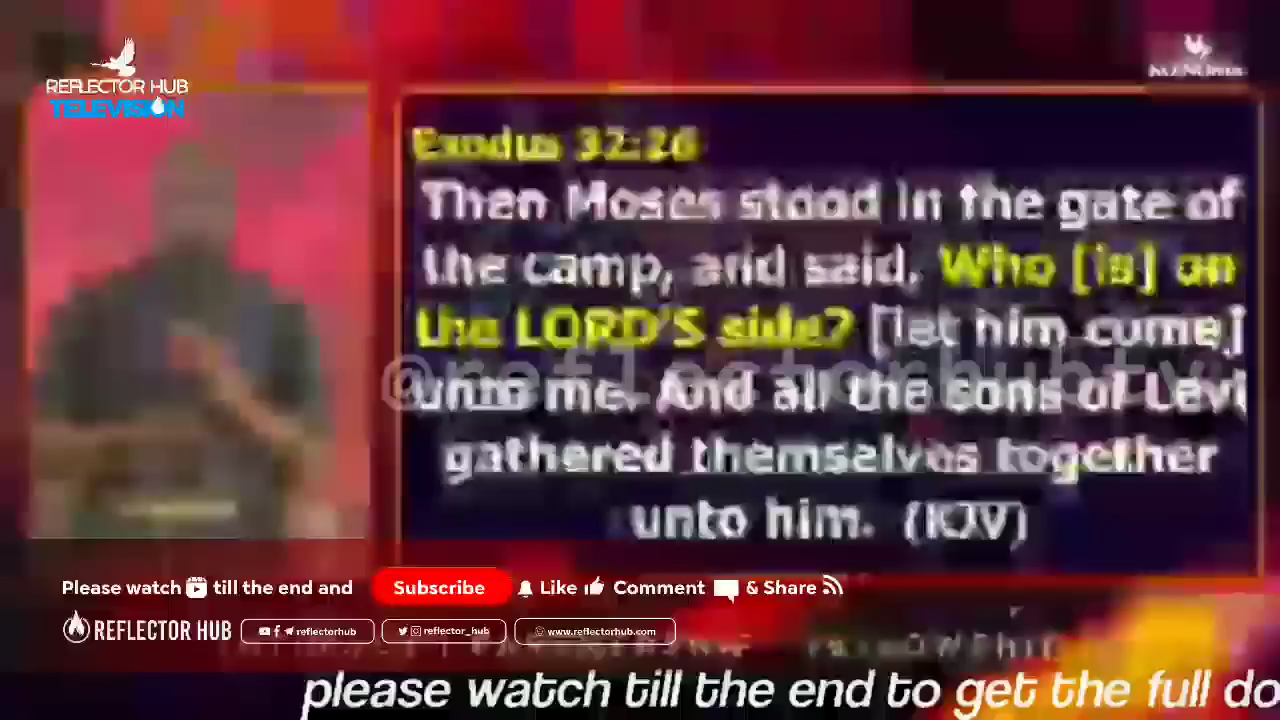 REFLECTOR HUB
TELEVISION
Exodus 32:26
Then Moses stood in the gate of
the camp, and said, Who [is] on
the LORD'S side? [let him come]
unto me. And all the sons of Levi
gathered themselves together
unto him. (KJV)
@reflectorhubtv
Please watch till the end and Subscribe Like Comment & Share
REFLECTOR HUB reflectorhub reflector_hub www.reflectorhub.com
please watch till the end to get the full do